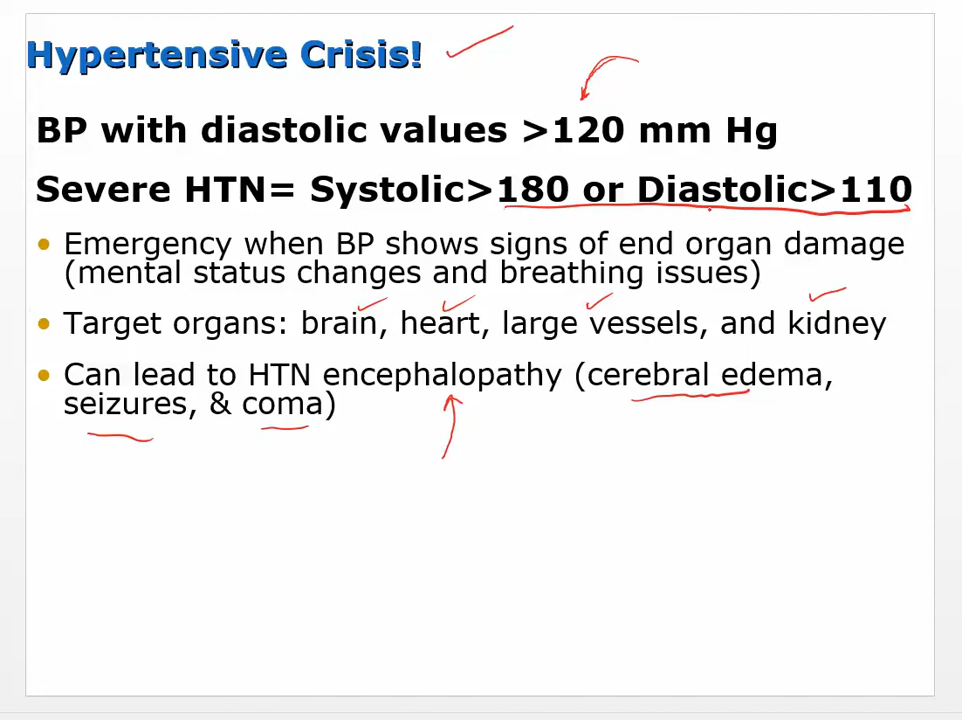 Hypertensive Crisis!
BP with diastolic values >120 mm Hg
Severe HTN= Systolic>180 or Diastolic>110
• Emergency when BP shows signs of end organ damage
(mental status changes and breathing issues)
• Target organs: brain, heart, large vessels, and kidney
• Can lead to HTN encephalopathy (cerebral edema,
seizures, & coma)